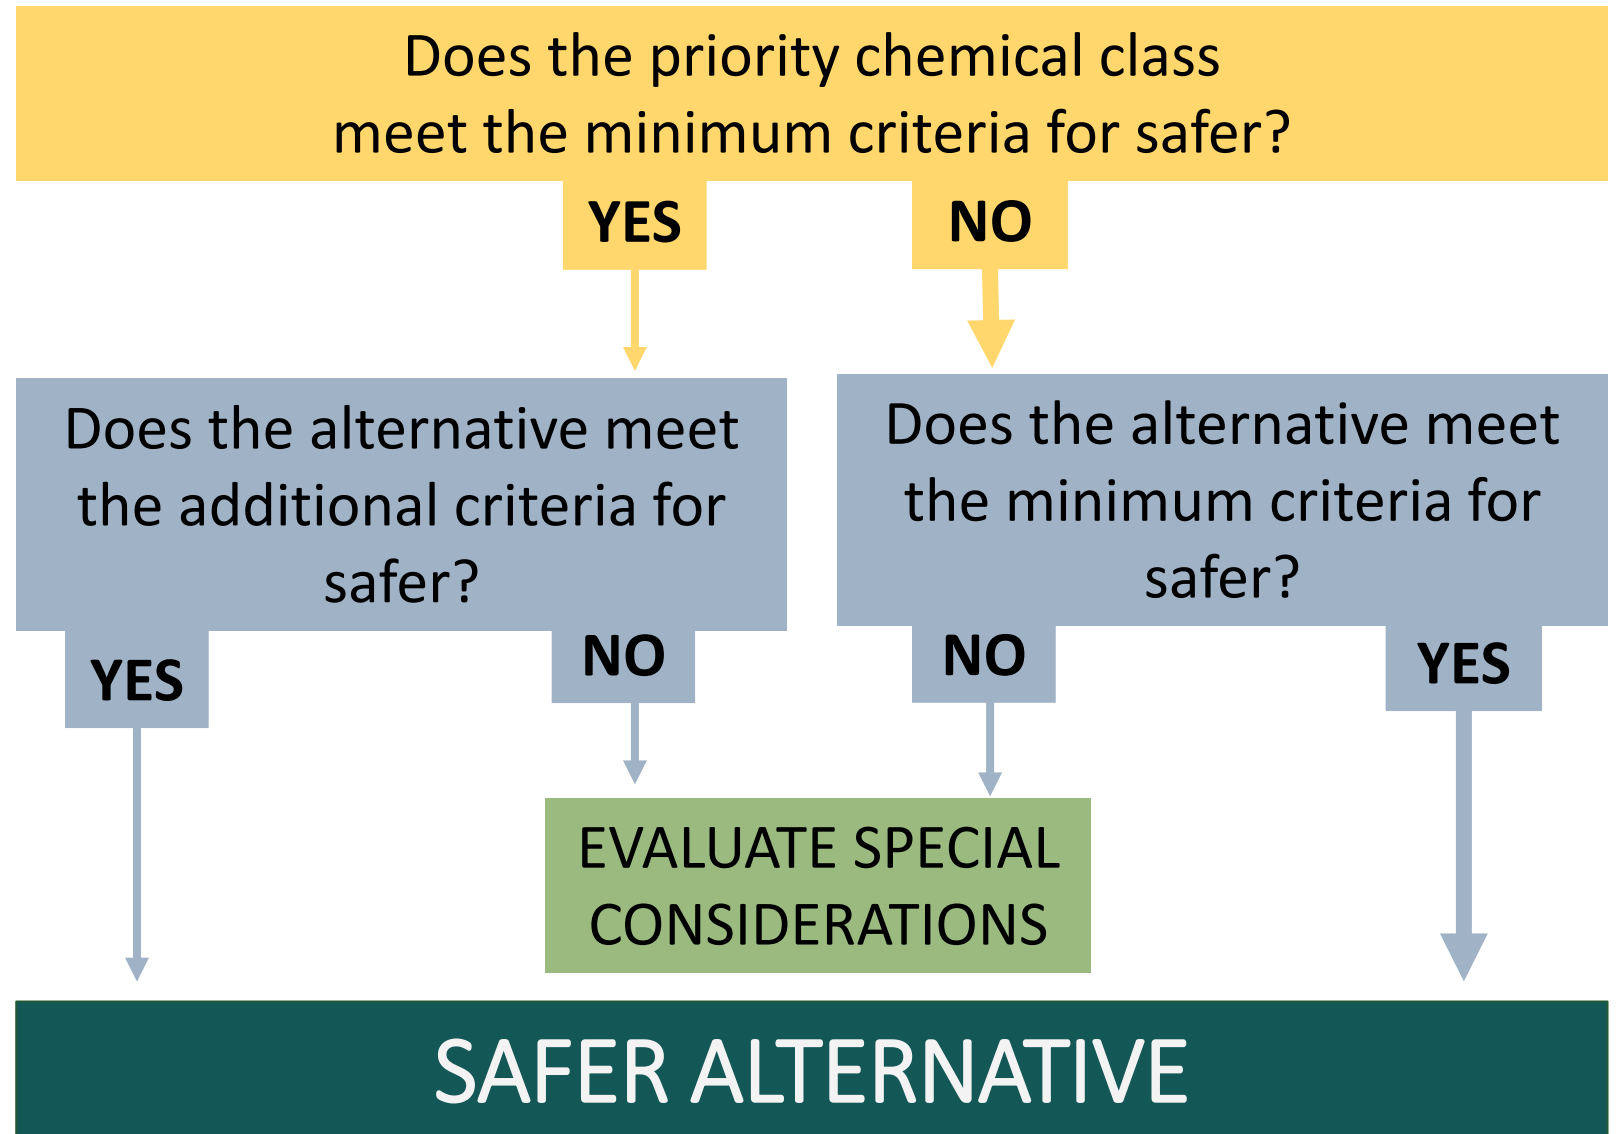 Does the priority chemical class
meet the minimum criteria for safer?
YES
NO
Does the alternative meet
the additional criteria for
safer?
YES
NO
Does the alternative meet
the minimum criteria for
safer?
NO
YES
EVALUATE SPECIAL
CONSIDERATIONS
SAFER ALTERNATIVE